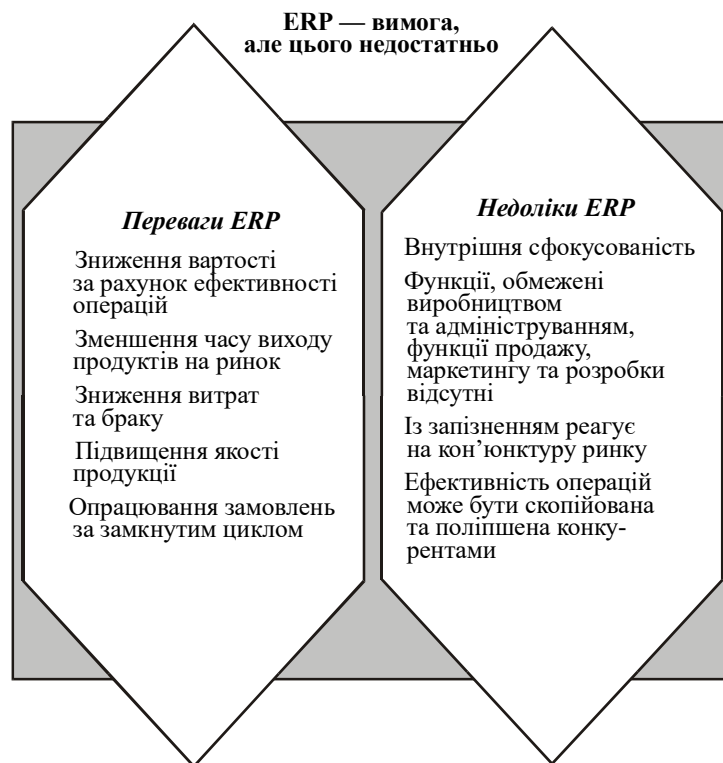 ERP — вимога,
але цього недостатньо
Переваги ERP
Зниження вартості
за рахунок ефективності
операцій
Зменшення часу виходу
продуктів на ринок
Зниження витрат
та браку
Підвищення якості
продукції
Опрацювання замовлень
за замкнутим циклом
Недоліки ERP
Внутрішня сфокусованість
Функції, обмежені
виробництвом
та адмініструванням,
функції продажу,
маркетингу та розробки
відсутні
Із запізненням реагує
на кон’юнктуру ринку
Ефективність операцій
може бути скопійована
та поліпшена конку-
рентами